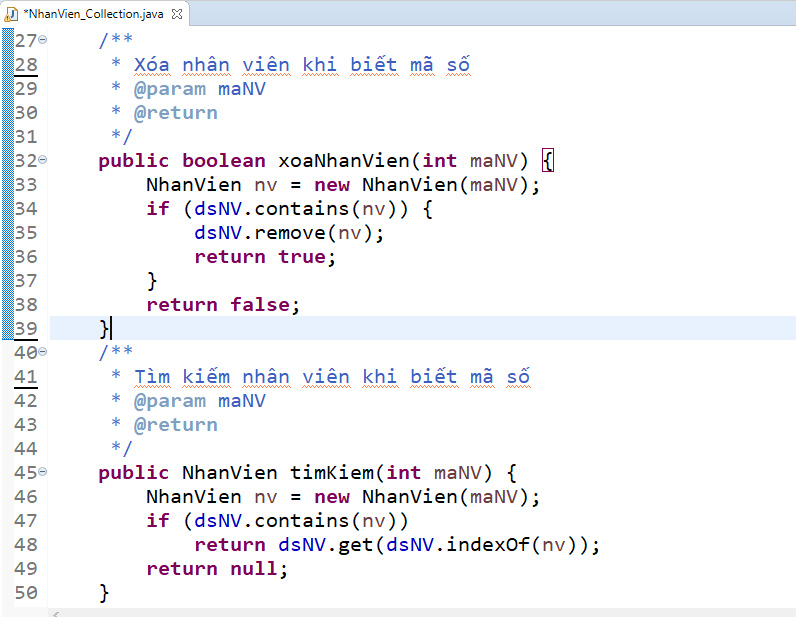 *NhanVien_Collection.java
27 /**
28 * Xóa nhân viên khi biết mã số
29 * @param maNV
30 * @return
31 */
32 public boolean xoaNhanVien(int maNV) {
33 NhanVien nv = new NhanVien(maNV);
34 if (dsNV.contains(nv)) {
35 dsNV.remove(nv);
36 return true;
37 }
38 return false;
39 }
40 /**
41 * Tìm kiếm nhân viên khi biết mã số
42 * @param maNV
43 * @return
44 */
45 public NhanVien timKiem(int maNV) {
46 NhanVien nv = new NhanVien(maNV);
47 if (dsNV.contains(nv))
48 return dsNV.get(dsNV.indexOf(nv));
49 return null;
50 }